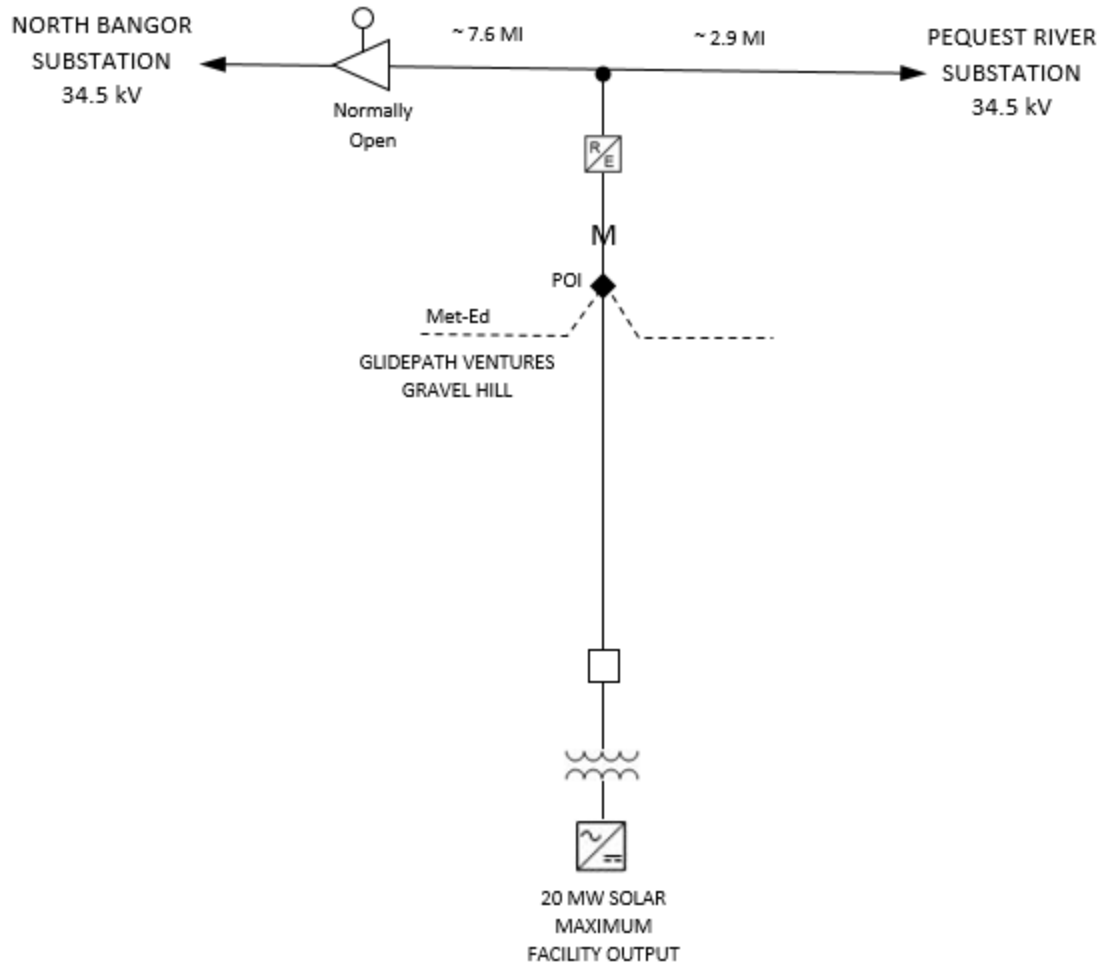 NORTH BANGOR
SUBSTATION
34.5 kV
~ 7.6 MI
~ 2.9 MI
PEQUEST RIVER
SUBSTATION
34.5 kV
Normally
Open
R
E
M
POI
Met-Ed
GLIDEPATH VENTURES
GRAVEL HILL
20 MW SOLAR
MAXIMUM
FACILITY OUTPUT